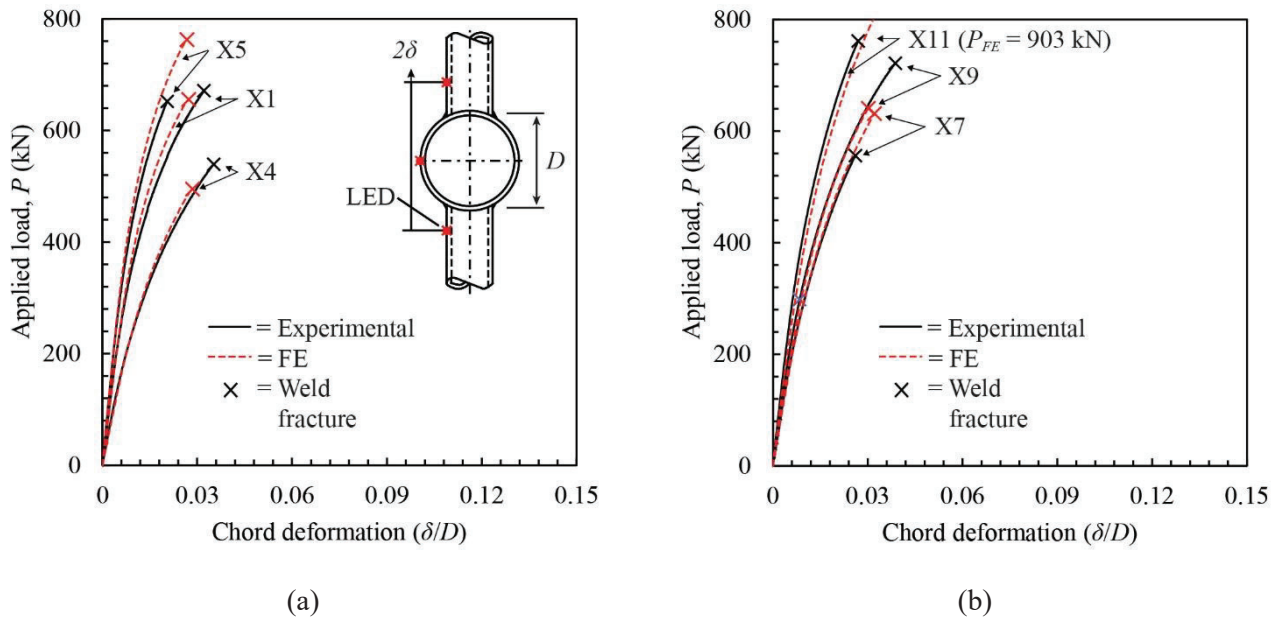 800
600
400
200
0
Applied load, P (kN)
X5
X1
X4
2δ
D
LED
= Experimental
= FE
= Weld
fracture
0 0.03 0.06 0.09 0.12 0.15
Chord deformation (δ/D)
(a)
800
600
400
200
0
Applied load, P (kN)
X11 (P_FE = 903 kN)
X9
X7
= Experimental
= FE
= Weld
fracture
0 0.03 0.06 0.09 0.12 0.15
Chord deformation (δ/D)
(b)